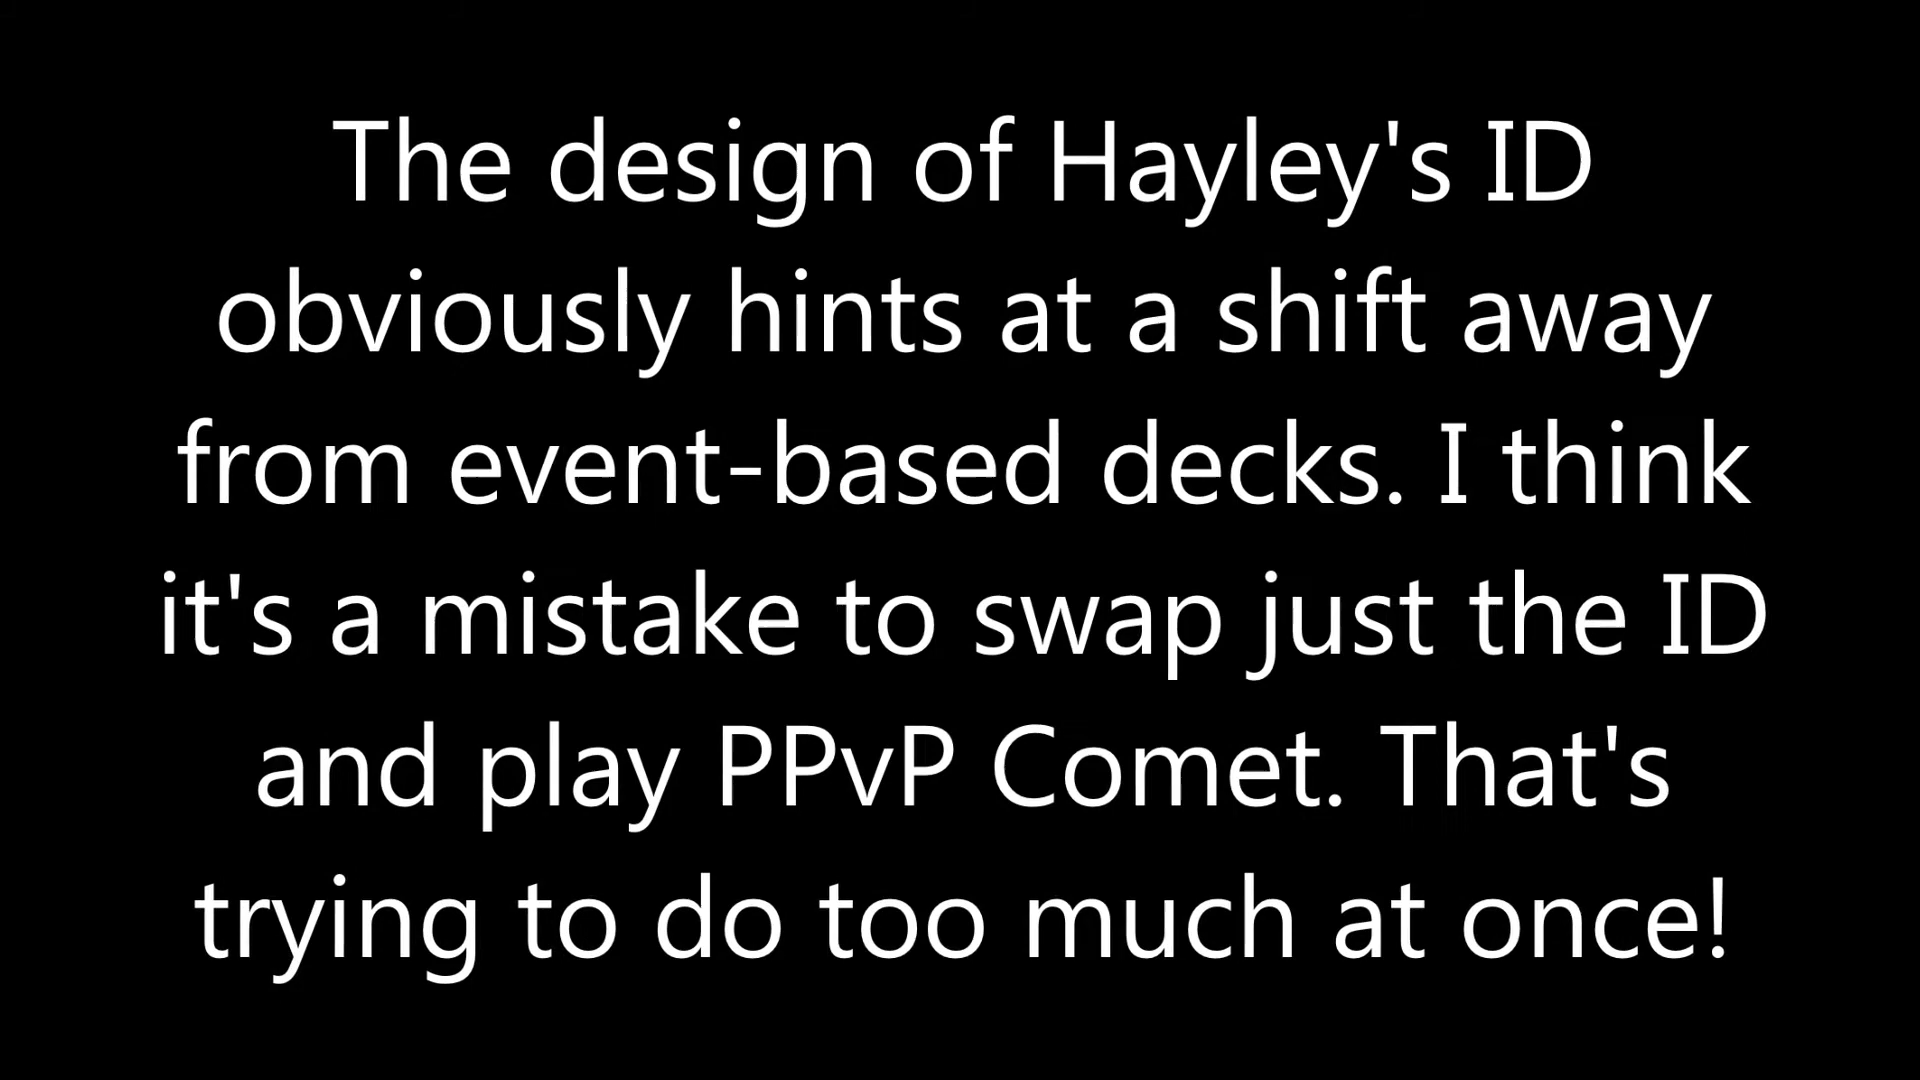 The design of Hayley's ID
obviously hints at a shift away
from event-based decks. I think
it's a mistake to swap just the ID
and play PPvP Comet. That's
trying to do too much at once!